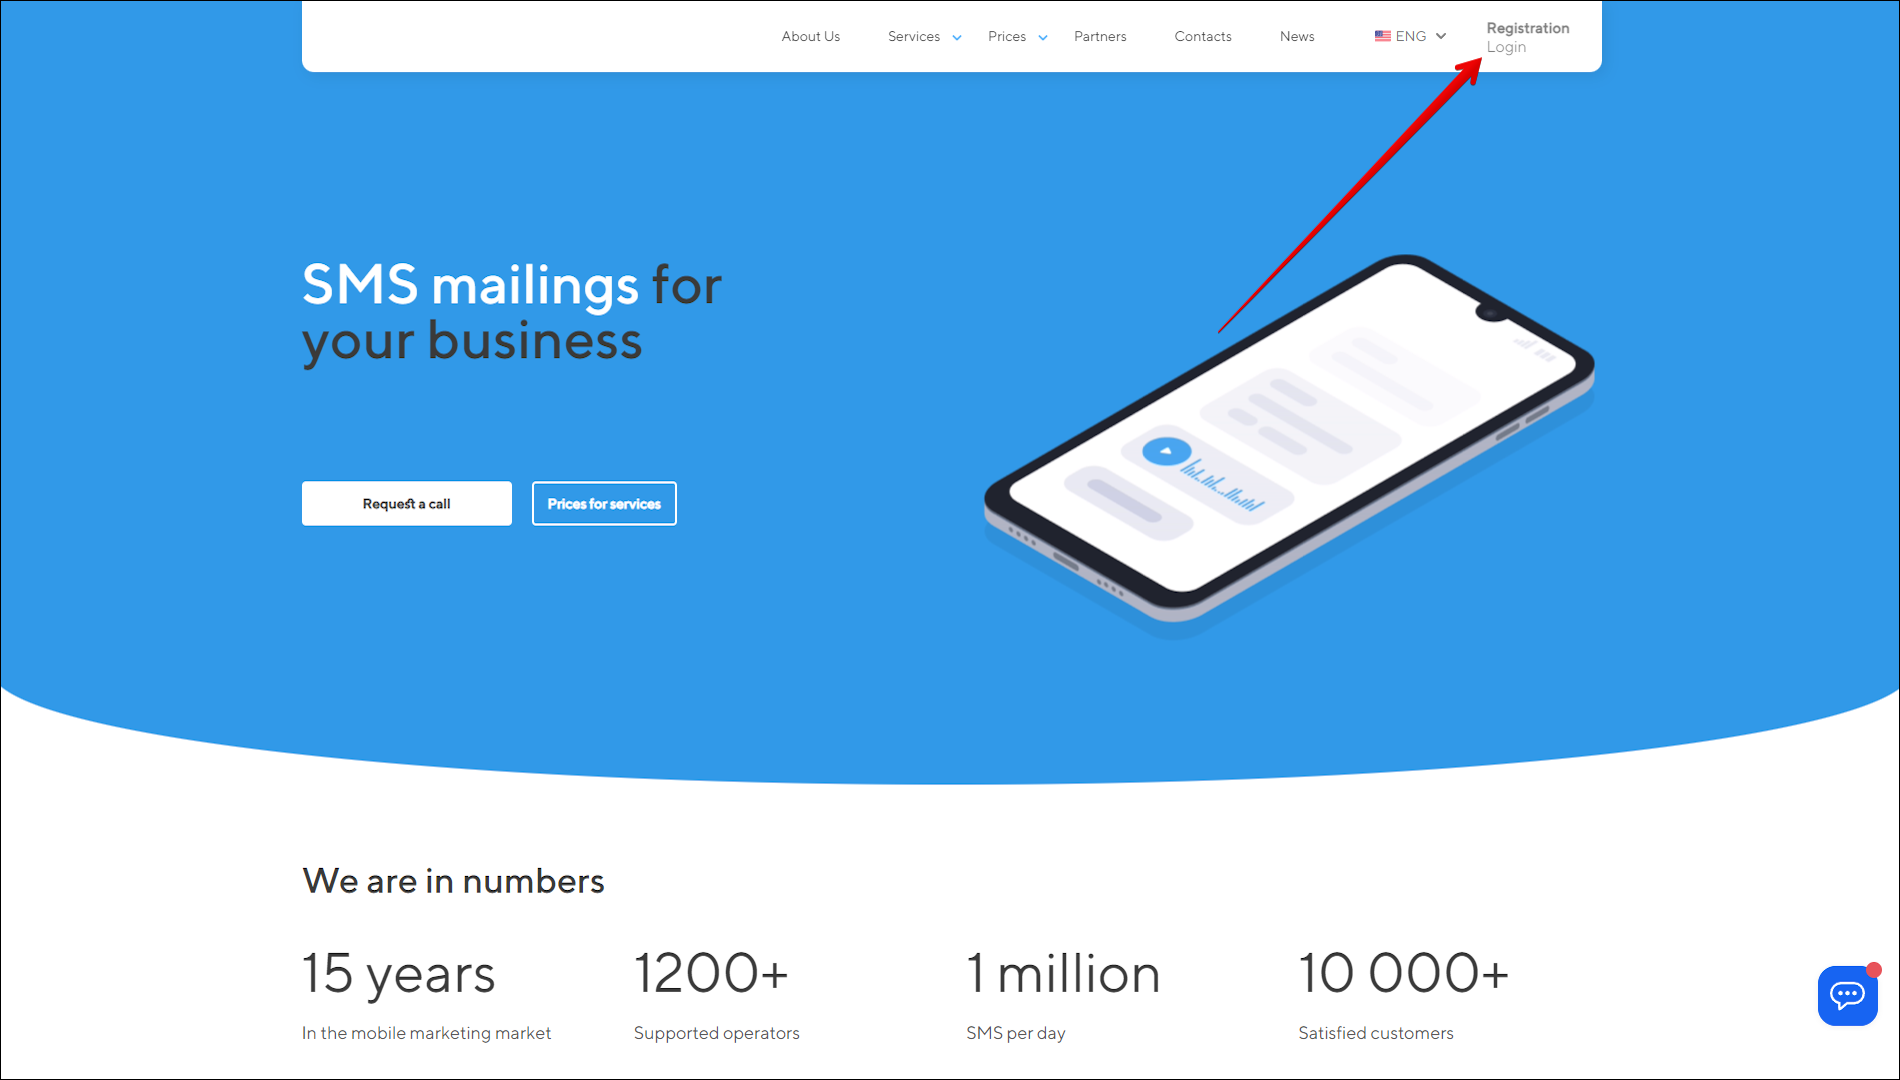 About Us Services Prices Partners Contacts News ENG Registration
Login
SMS mailings for
your business
Request a call Prices for services
We are in numbers
15 years 1200+ 1 million 10 000+
In the mobile marketing market Supported operators SMS per day Satisfied customers